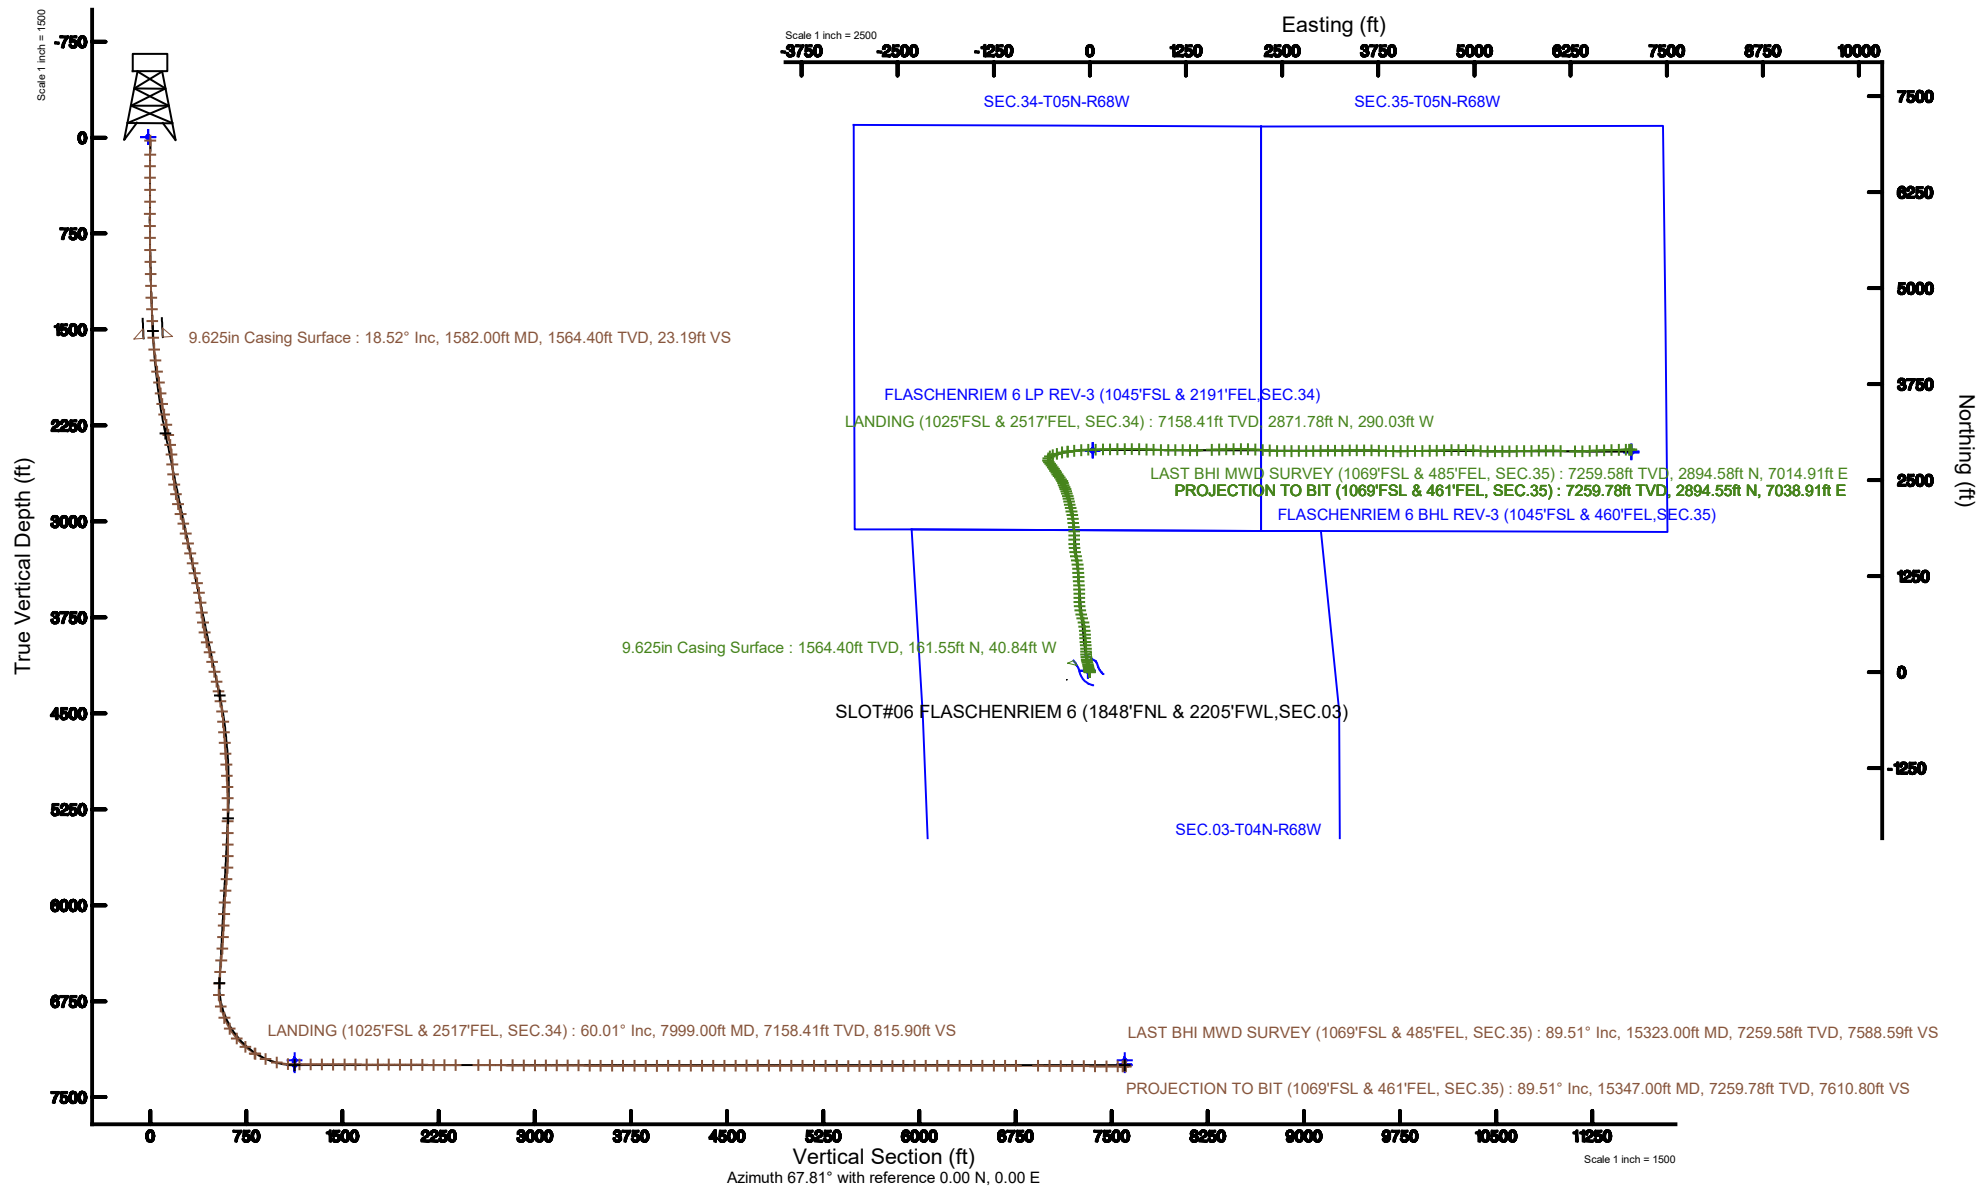 Scale 1 inch = 1500
Easting (ft)
Scale 1 inch = 2500
-3750 -2500 -1250 0 1250 2500 3750 5000 6250 7500 8750 10000
SEC.34-T05N-R68W
SEC.35-T05N-R68W
-750
0
750
1500
2250
3000
3750
4500
5250
6000
6750
7500
True Vertical Depth (ft)
7500
6250
5000
3750
2500
1250
0
-1250
Northing (ft)
9.625in Casing Surface : 18.52° Inc, 1582.00ft MD, 1564.40ft TVD, 23.19ft VS
FLASCHENRIEM 6 LP REV-3 (1045'FSL & 2191'FEL,SEC.34)
LANDING (1025'FSL & 2517'FEL, SEC.34) : 7158.41ft TVD, 2871.78ft N, 290.03ft W
LAST BHI MWD SURVEY (1069'FSL & 485'FEL, SEC.35) : 7259.58ft TVD, 2894.58ft N, 7014.91ft E
PROJECTION TO BIT (1069'FSL & 461'FEL, SEC.35) : 7259.78ft TVD, 2894.55ft N, 7038.91ft E
FLASCHENRIEM 6 BHL REV-3 (1045'FSL & 460'FEL,SEC.35)
9.625in Casing Surface : 1564.40ft TVD, 161.55ft N, 40.84ft W
SLOT#06 FLASCHENRIEM 6 (1848'FNL & 2205'FWL,SEC.03)
SEC.03-T04N-R68W
LANDING (1025'FSL & 2517'FEL, SEC.34) : 60.01° Inc, 7999.00ft MD, 7158.41ft TVD, 815.90ft VS
LAST BHI MWD SURVEY (1069'FSL & 485'FEL, SEC.35) : 89.51° Inc, 15323.00ft MD, 7259.58ft TVD, 7588.59ft VS
PROJECTION TO BIT (1069'FSL & 461'FEL, SEC.35) : 89.51° Inc, 15347.00ft MD, 7259.78ft TVD, 7610.80ft VS
0 750 1500 2250 3000 3750 4500 5250 6000 6750 7500 8250 9000 9750 10500 11250
Vertical Section (ft)
Scale 1 inch = 1500
Azimuth 67.81° with reference 0.00 N, 0.00 E